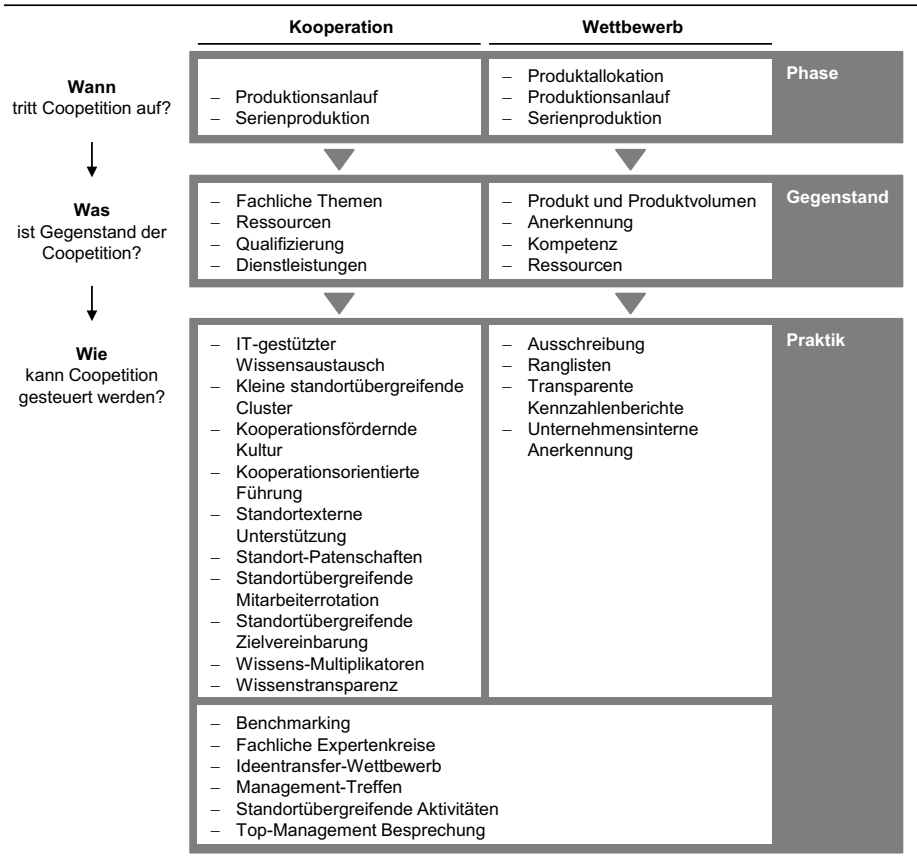 Kooperation
Wettbewerb
Wann
tritt Coopetition auf?
– Produktionsanlauf
– Serienproduktion
– Produktallokation
– Produktionsanlauf
– Serienproduktion
Phase
Was
ist Gegenstand der
Coopetition?
– Fachliche Themen
– Ressourcen
– Qualifizierung
– Dienstleistungen
– Produkt und Produktvolumen
– Anerkennung
– Kompetenz
– Ressourcen
Gegenstand
Wie
kann Coopetition
gesteuert werden?
– IT-gestützter
Wissensaustausch
– Kleine standortübergreifende
Cluster
– Kooperationsfördernde
Kultur
– Kooperationsorientierte
Führung
– Standortexterne
Unterstützung
– Standort-Patenschaften
– Standortübergreifende
Mitarbeiterrotation
– Standortübergreifende
Zielvereinbarung
– Wissens-Multiplikatoren
– Wissenstransparenz
– Ausschreibung
– Ranglisten
– Transparente
Kennzahlenberichte
– Unternehmensinterne
Anerkennung
Praktik
– Benchmarking
– Fachliche Expertenkreise
– Ideentransfer-Wettbewerb
– Management-Treffen
– Standortübergreifende Aktivitäten
– Top-Management Besprechung